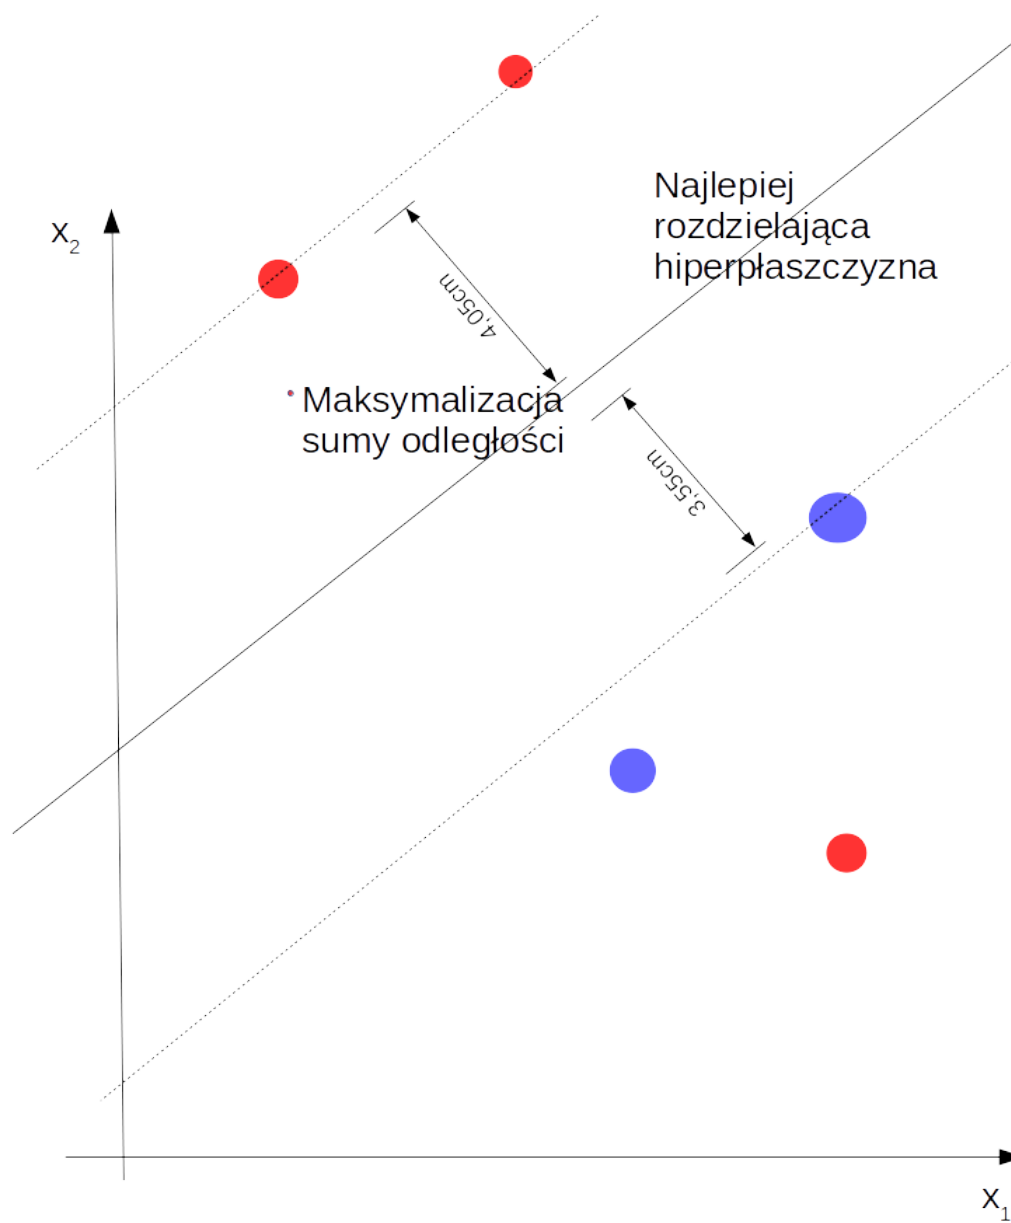 Najlepiej
rozdzielająca
hiperpłaszczyzna
X2
4,05cm
Maksymalizacja
sumy odległości
3,55cm
X1